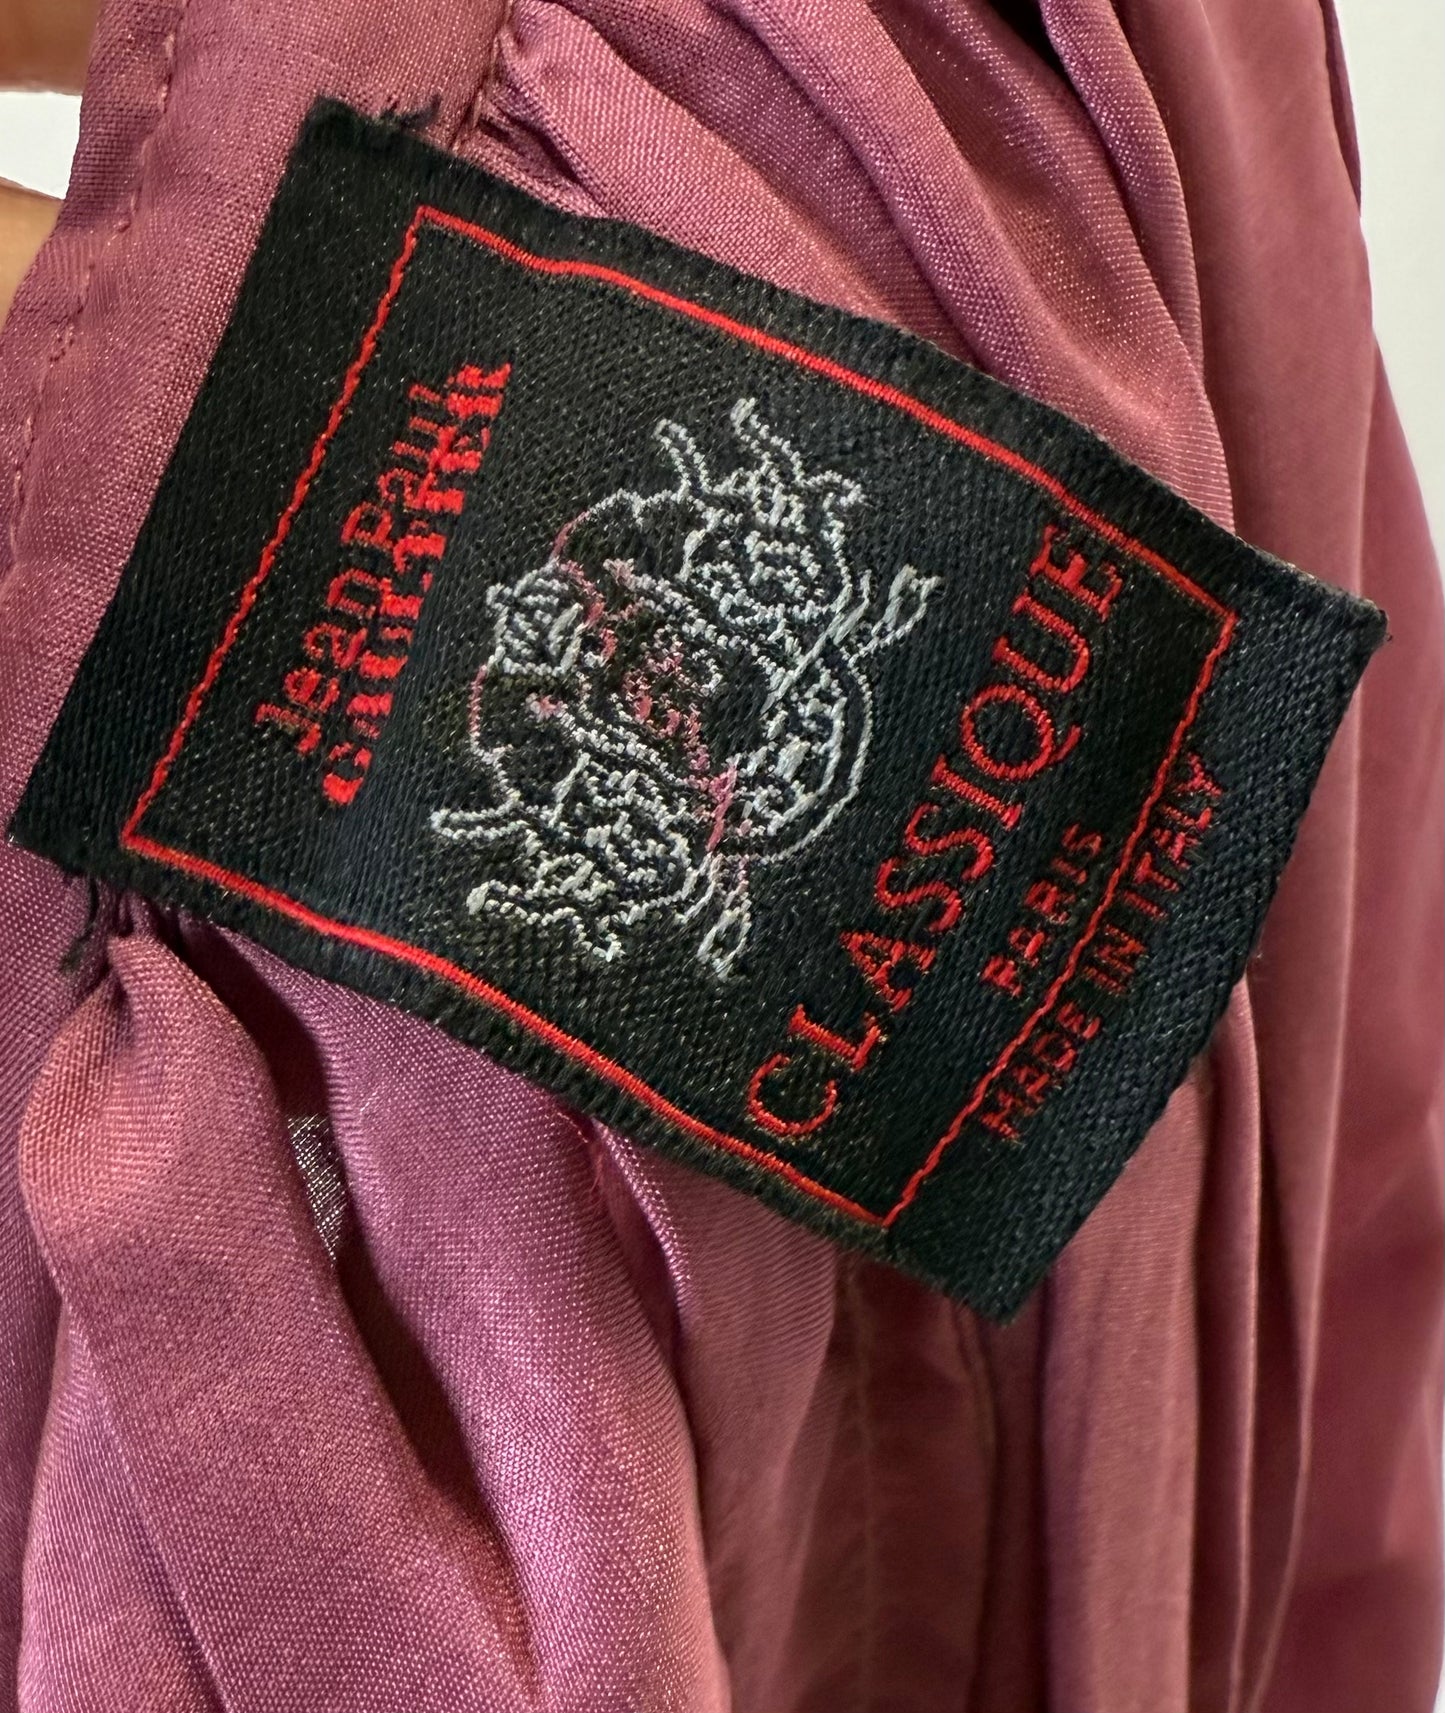 Jean Paul
GAULTIER
CLASSIQUE
PARIS
MADE IN ITALY